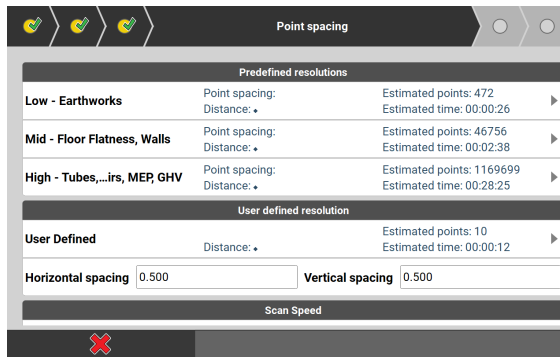 Point spacing
Predefined resolutions
Low - Earthworks
Point spacing:
Distance:
Estimated points: 472
Estimated time: 00:00:26
Mid - Floor Flatness, Walls
Point spacing:
Distance:
Estimated points: 46756
Estimated time: 00:02:38
High - Tubes,...irs, MEP, GHV
Point spacing:
Distance:
Estimated points: 1169699
Estimated time: 00:28:25
User defined resolution
User Defined
Distance:
Estimated points: 10
Estimated time: 00:00:12
Horizontal spacing 0.500 Vertical spacing 0.500
Scan Speed